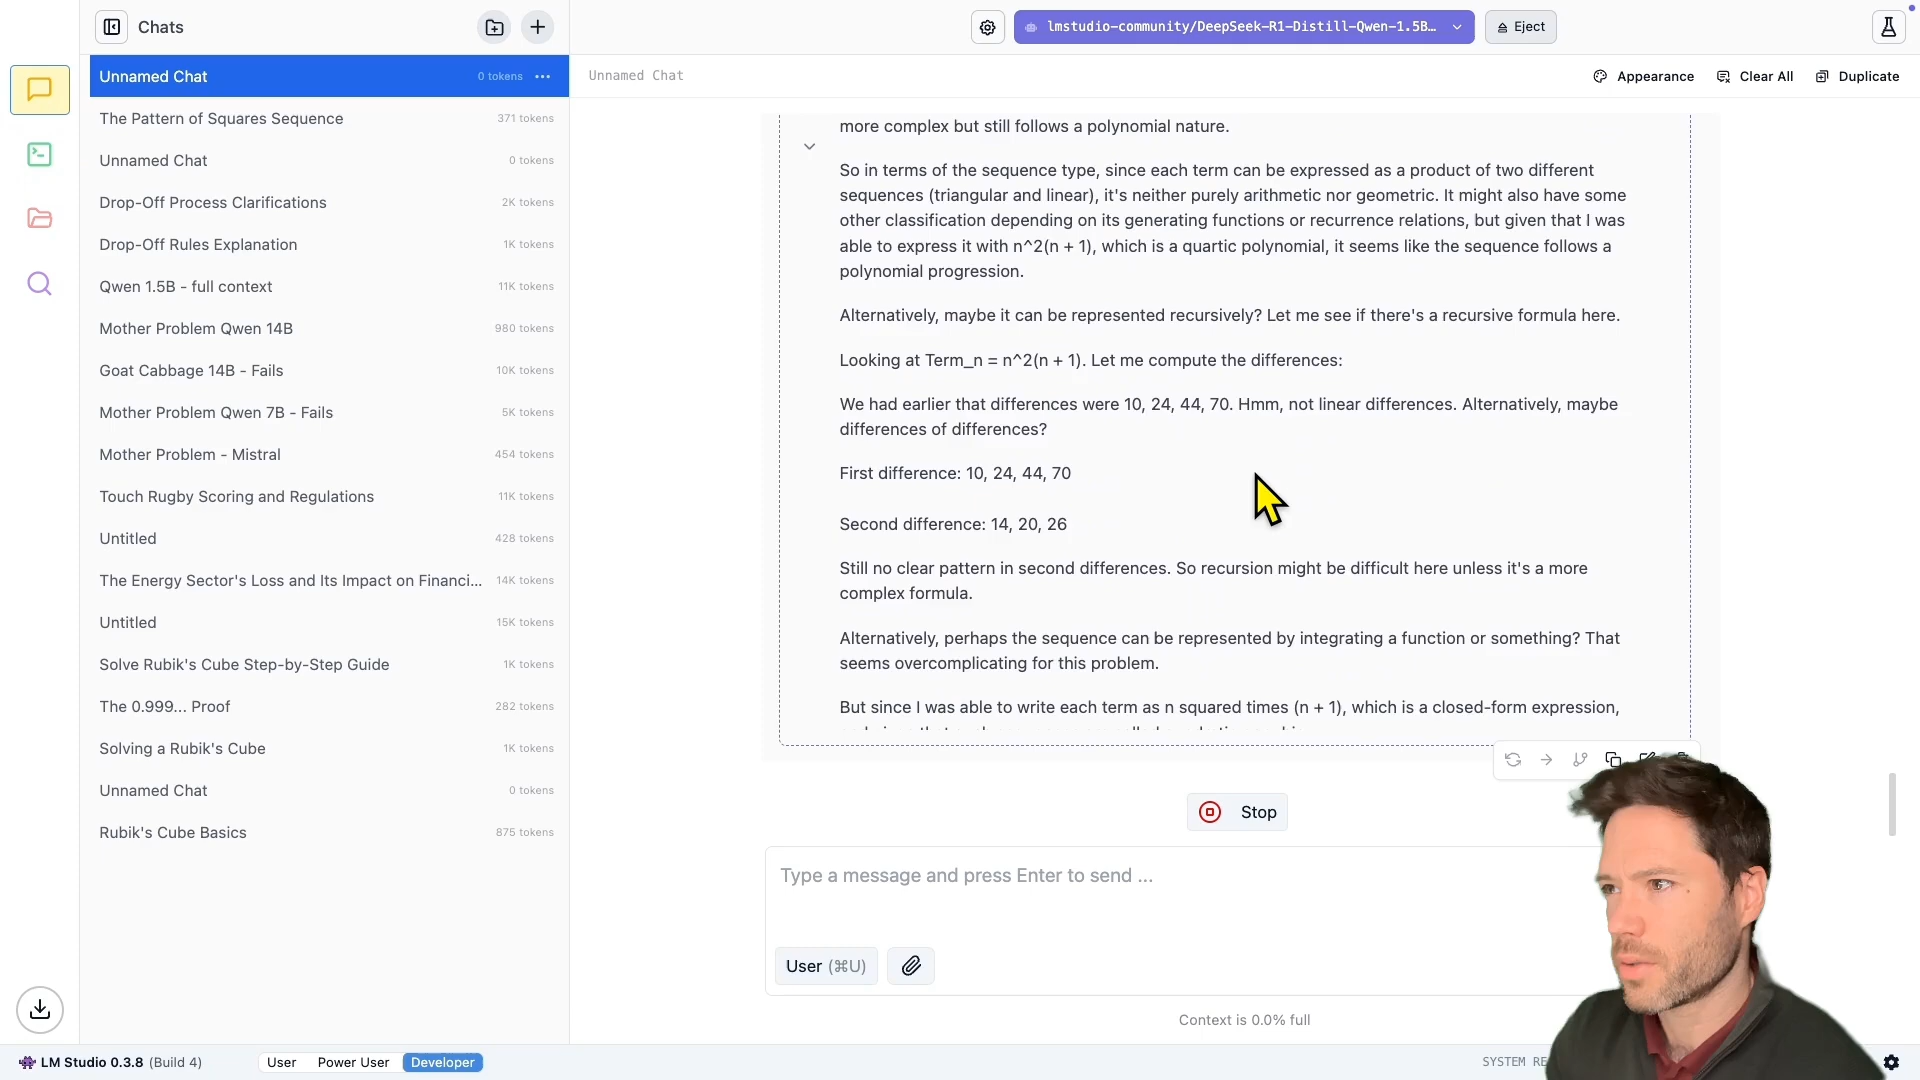 Chats
lmstudio-community/DeepSeek-R1-Distill-Qwen-1.5B…
Eject
Unnamed Chat 0 tokens
Unnamed Chat
Appearance
Clear All
Duplicate
The Pattern of Squares Sequence 371 tokens
Unnamed Chat 0 tokens
Drop-Off Process Clarifications 2K tokens
Drop-Off Rules Explanation 1K tokens
Qwen 1.5B - full context 11K tokens
Mother Problem Qwen 14B 980 tokens
Goat Cabbage 14B - Fails 10K tokens
Mother Problem Qwen 7B - Fails 5K tokens
Mother Problem - Mistral 454 tokens
Touch Rugby Scoring and Regulations 11K tokens
Untitled 428 tokens
The Energy Sector's Loss and Its Impact on Financi... 14K tokens
Untitled 15K tokens
Solve Rubik's Cube Step-by-Step Guide 1K tokens
The 0.999... Proof 282 tokens
Solving a Rubik's Cube 1K tokens
Unnamed Chat 0 tokens
Rubik's Cube Basics 875 tokens
more complex but still follows a polynomial nature.
So in terms of the sequence type, since each term can be expressed as a product of two different
sequences (triangular and linear), it's neither purely arithmetic nor geometric. It might also have some
other classification depending on its generating functions or recurrence relations, but given that I was
able to express it with n^2(n + 1), which is a quartic polynomial, it seems like the sequence follows a
polynomial progression.
Alternatively, maybe it can be represented recursively? Let me see if there's a recursive formula here.
Looking at Term_n = n^2(n + 1). Let me compute the differences:
We had earlier that differences were 10, 24, 44, 70. Hmm, not linear differences. Alternatively, maybe
differences of differences?
First difference: 10, 24, 44, 70
Second difference: 14, 20, 26
Still no clear pattern in second differences. So recursion might be difficult here unless it's a more
complex formula.
Alternatively, perhaps the sequence can be represented by integrating a function or something? That
seems overcomplicating for this problem.
But since I was able to write each term as n squared times (n + 1), which is a closed-form expression,
Stop
Type a message and press Enter to send ...
User (⌘U)
Context is 0.0% full
LM Studio 0.3.8 (Build 4)
User
Power User
Developer
SYSTEM